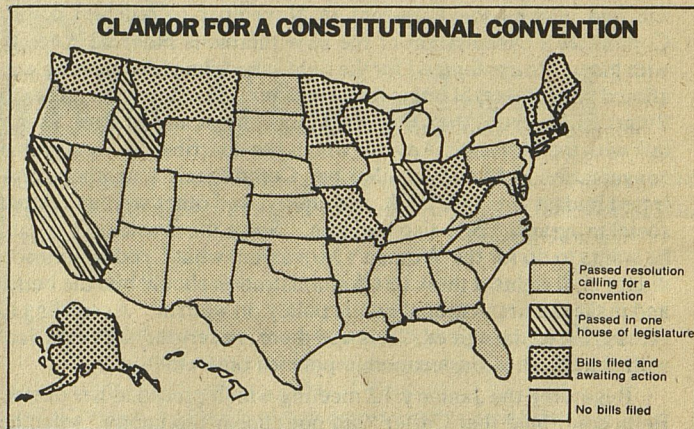 CLAMOR FOR A CONSTITUTIONAL CONVENTION
Passed resolution
calling for a
convention
Passed in one
house of legislature
Bills filed and
awaiting action
No bills filed